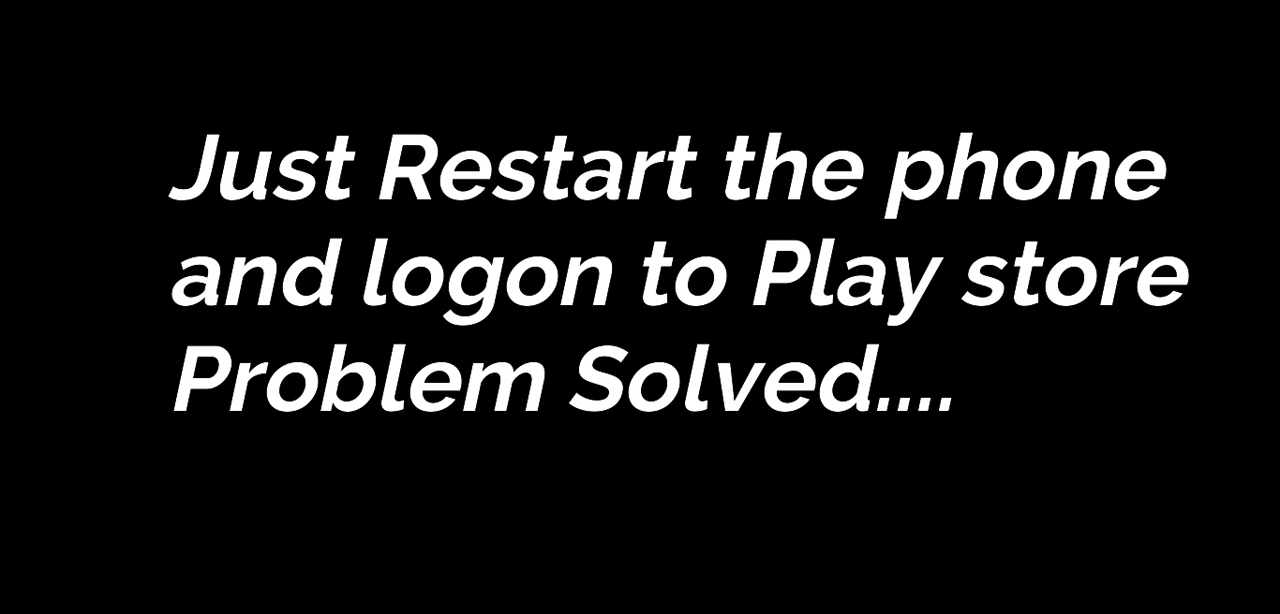 Just Restart the phone
and logon to Play store
Problem Solved....